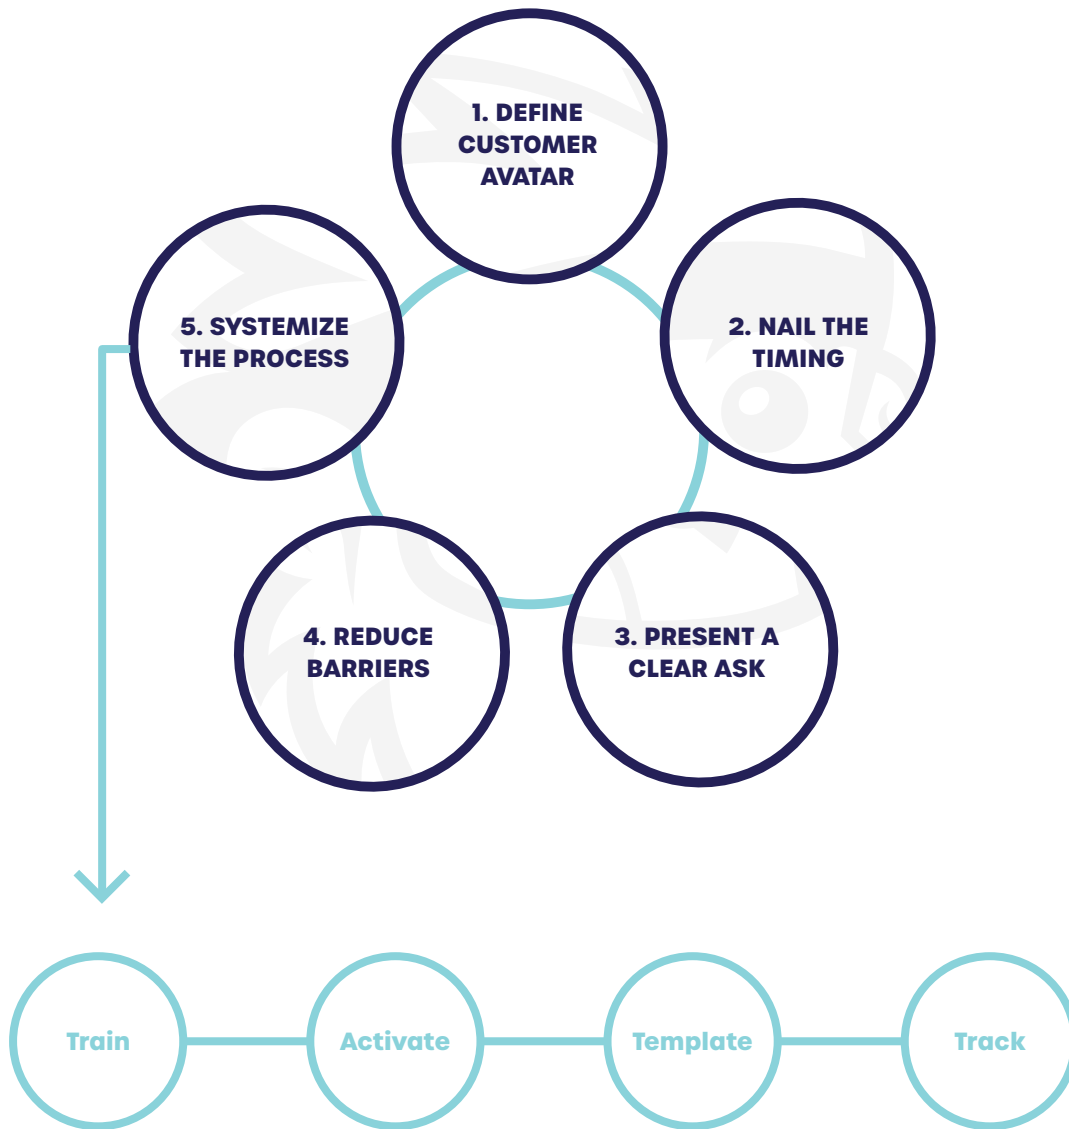 1. DEFINE
CUSTOMER
AVATAR
2. NAIL THE
TIMING
3. PRESENT A
CLEAR ASK
4. REDUCE
BARRIERS
5. SYSTEMIZE
THE PROCESS
Train
Activate
Template
Track